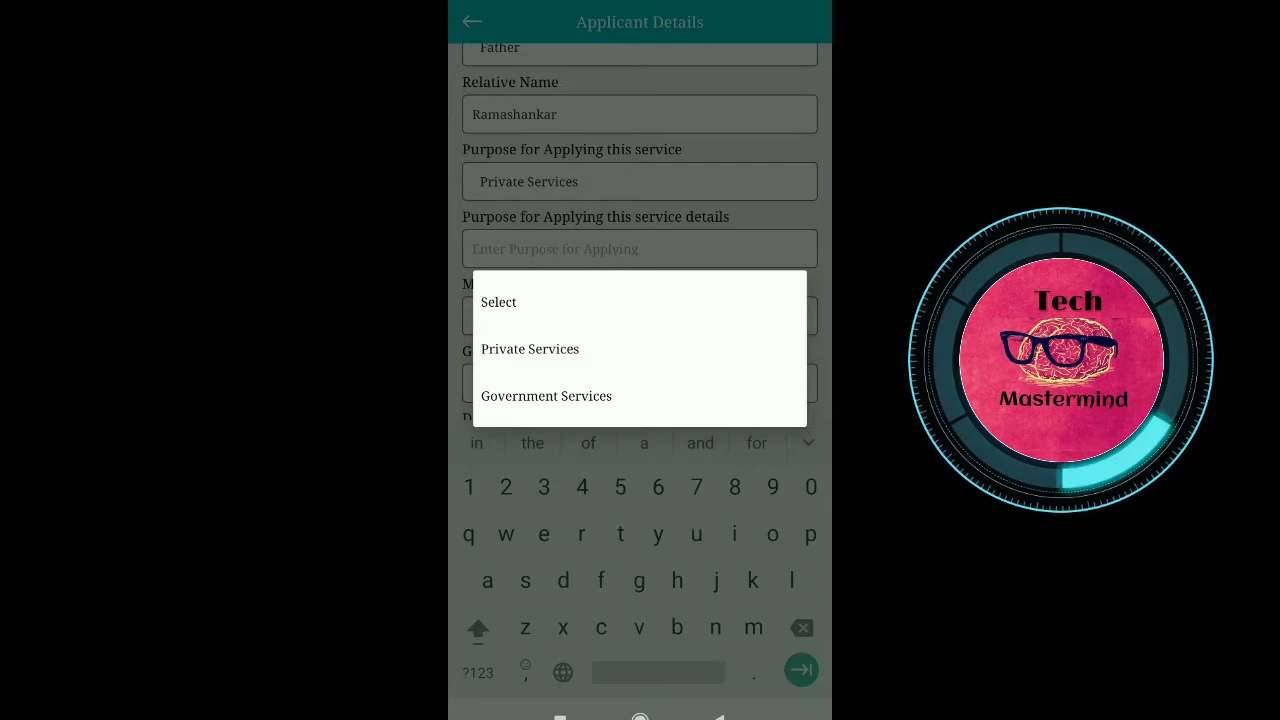 Applicant Details
Father
Relative Name
Ramashankar
Purpose for Applying this service
Private Services
Purpose for Applying this service details
Enter Purpose for Applying
M
Select
Private Services
G
Government Services
D
in the of a and for
1 2 3 4 5 6 7 8 9 0
q w e r t y u i o p
a s d f g h j k l
z x c v b n m
?123 , .
Tech
Mastermind